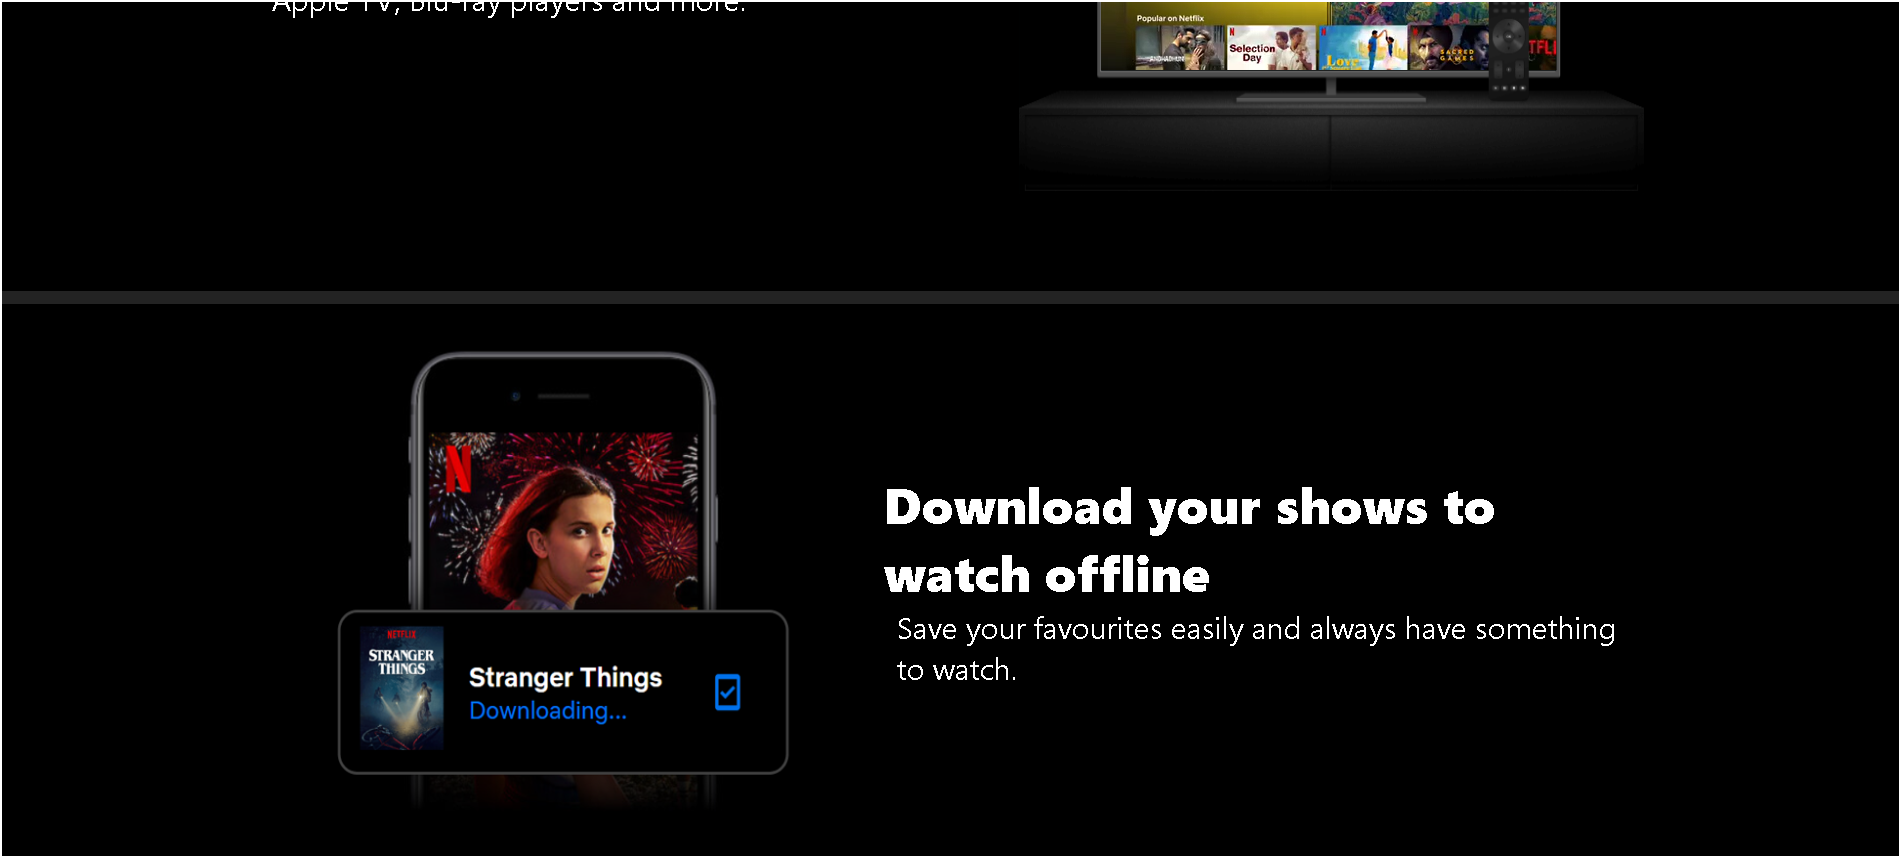 Apple TV, Blu-ray players and more.
Popular on Netflix
ANDHADHUN
Selection
Day
Love
SACRED
GAMES
N
Download your shows to
watch offline
Save your favourites easily and always have something
to watch.
NETFLIX
STRANGER
THINGS
Stranger Things
Downloading...